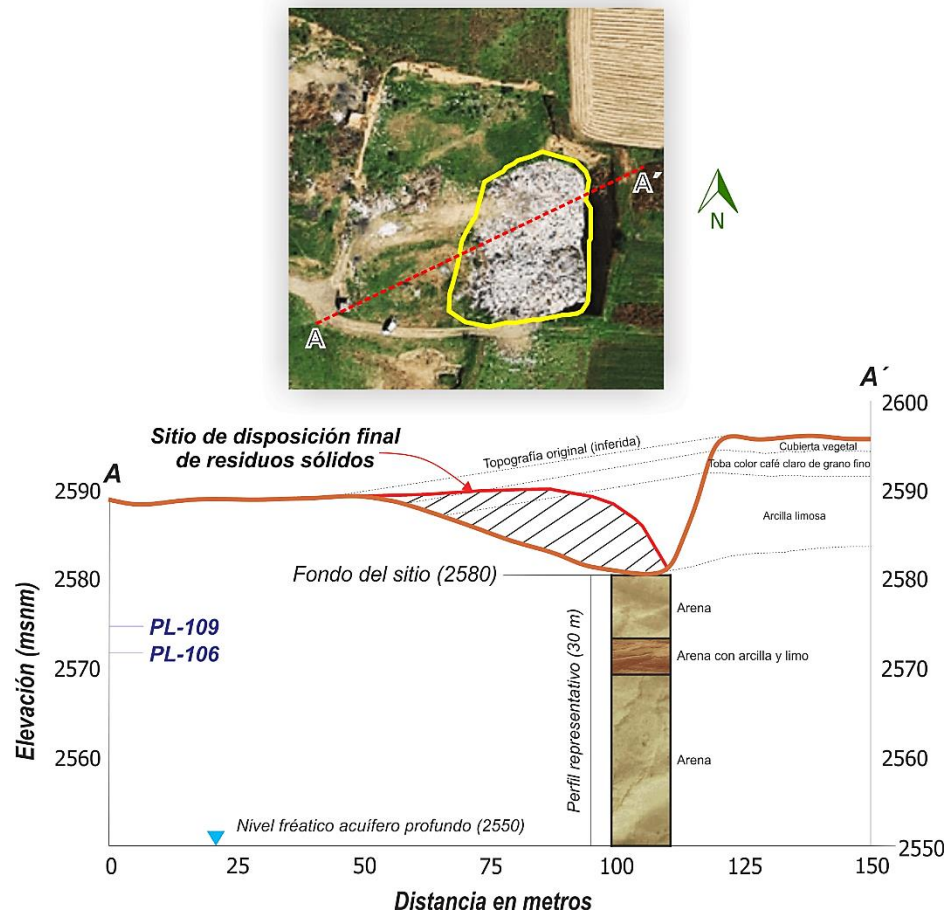 A
A´
N
A´
2600
Sitio de disposición final
de residuos sólidos
Topografía original (inferida)
Cubierta vegetal
Toba color café claro de grano fino
A
2590
2590
Arcilla limosa
Fondo del sitio (2580)
2580
2580
PL-109
Arena
PL-106
Arena con arcilla y limo
2570
2570
Elevación (msnm)
Perfil representativo (30 m)
Arena
2560
2560
Nivel fréatico acuífero profundo (2550)
2550
0
25
50
75
100
125
150
Distancia en metros